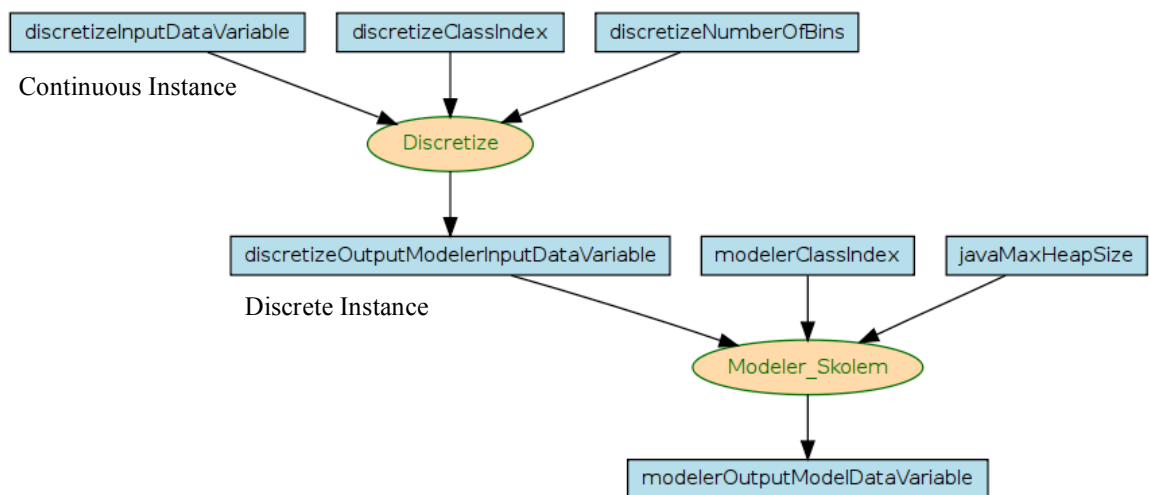 discretizeInputDataVariable
discretizeClassIndex
discretizeNumberOfBins
Continuous Instance
Discretize
discretizeOutputModelerInputDataVariable
modelerClassIndex
javaMaxHeapSize
Discrete Instance
Modeler_Skolem
modelerOutputModelDataVariable